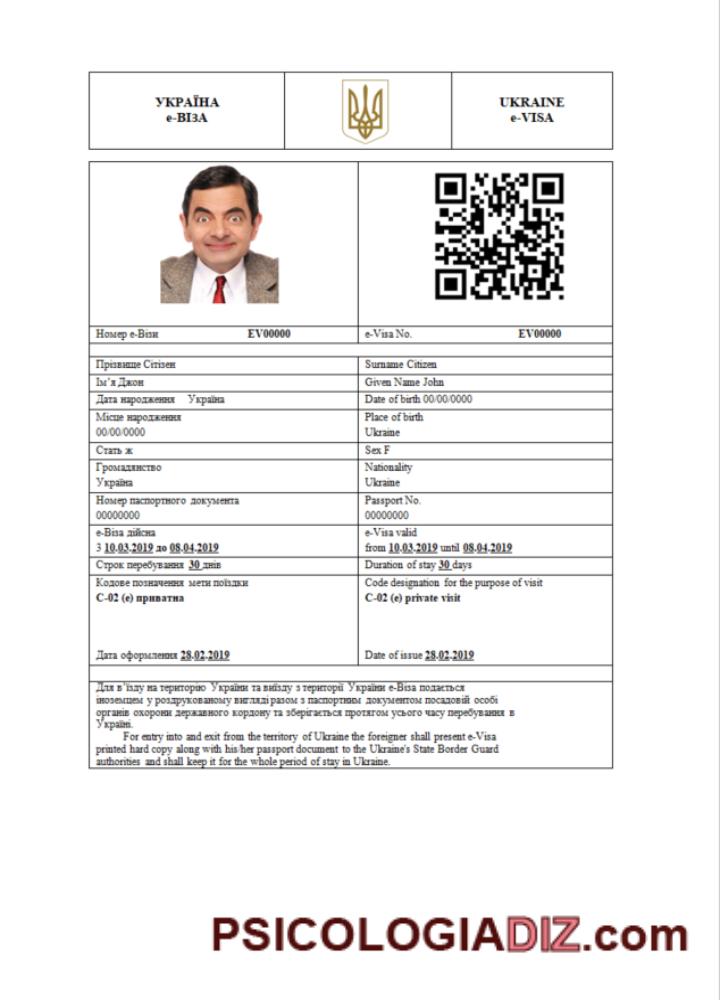 УКРАЇНА
е-ВІЗА
UKRAINE
e-VISA
Номер е-Візи EV00000
e-Visa No. EV00000
Прізвище Сітізен
Surname Citizen
Ім'я Джон
Given Name John
Дата народження Україна
Date of birth 00/00/0000
Місце народження
00/00/0000
Place of birth
Ukraine
Стать ж
Sex F
Громадянство
Україна
Nationality
Ukraine
Номер паспортного документа
00000000
Passport No.
00000000
е-Віза дійсна
З 10.03.2019 до 08.04.2019
e-Visa valid
from 10.03.2019 until 08.04.2019
Строк перебування 30 днів
Duration of stay 30 days
Кодове позначення мети поїздки
С-02 (е) приватна
Code designation for the purpose of visit
C-02 (e) private visit
Дата оформлення 28.02.2019
Date of issue 28.02.2019
Для в'їзду на територію України та виїзду з території України е-Віза подається
іноземцем у роздрукованому вигляді разом з паспортним документом посадовій особі
органів охорони державного кордону та зберігається протягом усього часу перебування в
Україні.
For entry into and exit from the territory of Ukraine the foreigner shall present e-Visa
printed hard copy along with his/her passport document to the Ukraine's State Border Guard
authorities and shall keep it for the whole period of stay in Ukraine.
PSICOLOGIADIZ.com